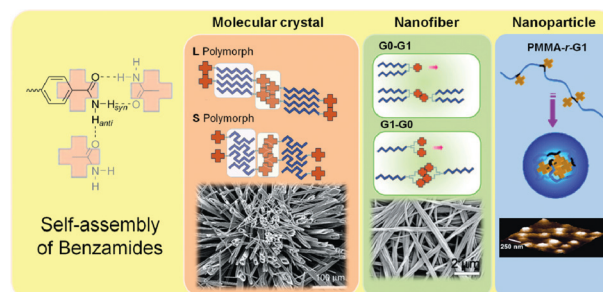 Molecular crystal
Nanofiber
Nanoparticle
L Polymorph
G0-G1
PMMA-r-G1
O
H
N
H
N
H syn
O
H anti
S Polymorph
G1-G0
O
N
H
H
Self-assembly
of Benzamides
100 μm
2 μm
250 nm